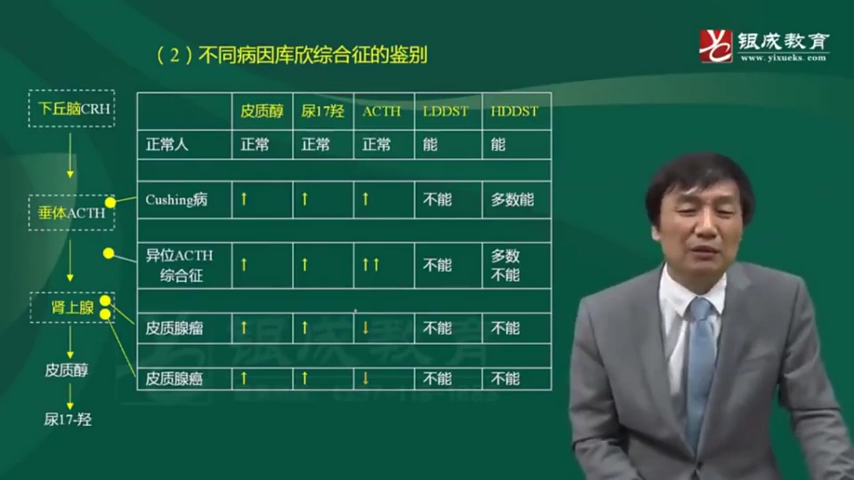 （2）不同病因库欣综合征的鉴别
银成教育
www.yixueks.com
下丘脑CRH
垂体ACTH
肾上腺
皮质醇
尿17-羟
皮质醇 尿17羟 ACTH LDDST HDDST
正常人 正常 正常 正常 能 能
Cushing病 ↑ ↑ ↑ 不能 多数能
异位ACTH
综合征 ↑ ↑ ↑↑ 不能 多数
不能
皮质腺瘤 ↑ ↑ ↓ 不能 不能
皮质腺癌 ↑ ↑ ↓ 不能 不能
银成教育